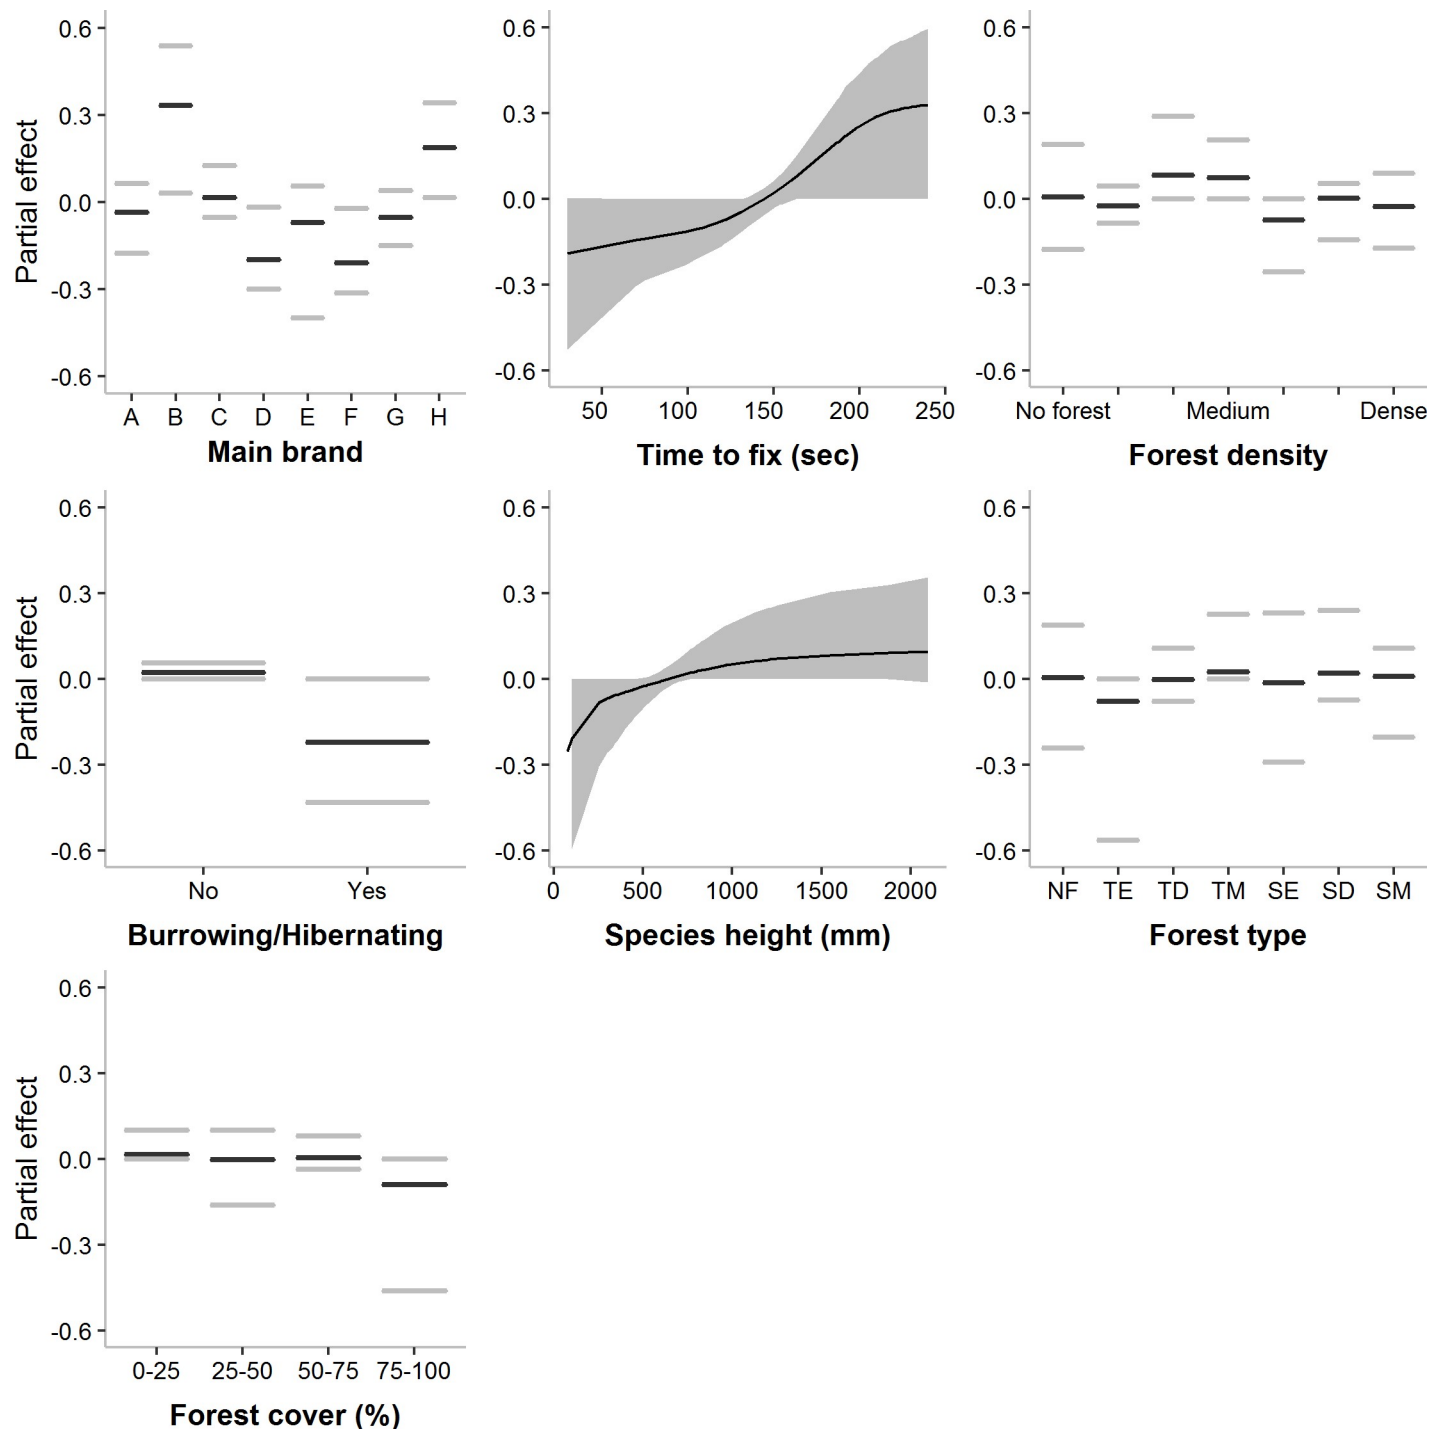 Partial effect
0.6
0.3
0.0
-0.3
-0.6
A B C D E F G H
Main brand
0.6
0.3
0.0
-0.3
-0.6
50 100 150 200 250
Time to fix (sec)
0.6
0.3
0.0
-0.3
-0.6
No forest Medium Dense
Forest density
Partial effect
0.6
0.3
0.0
-0.3
-0.6
No Yes
Burrowing/Hibernating
0.6
0.3
0.0
-0.3
-0.6
0 500 1000 1500 2000
Species height (mm)
0.6
0.3
0.0
-0.3
-0.6
NF TE TD TM SE SD SM
Forest type
Partial effect
0.6
0.3
0.0
-0.3
-0.6
0-25 25-50 50-75 75-100
Forest cover (%)